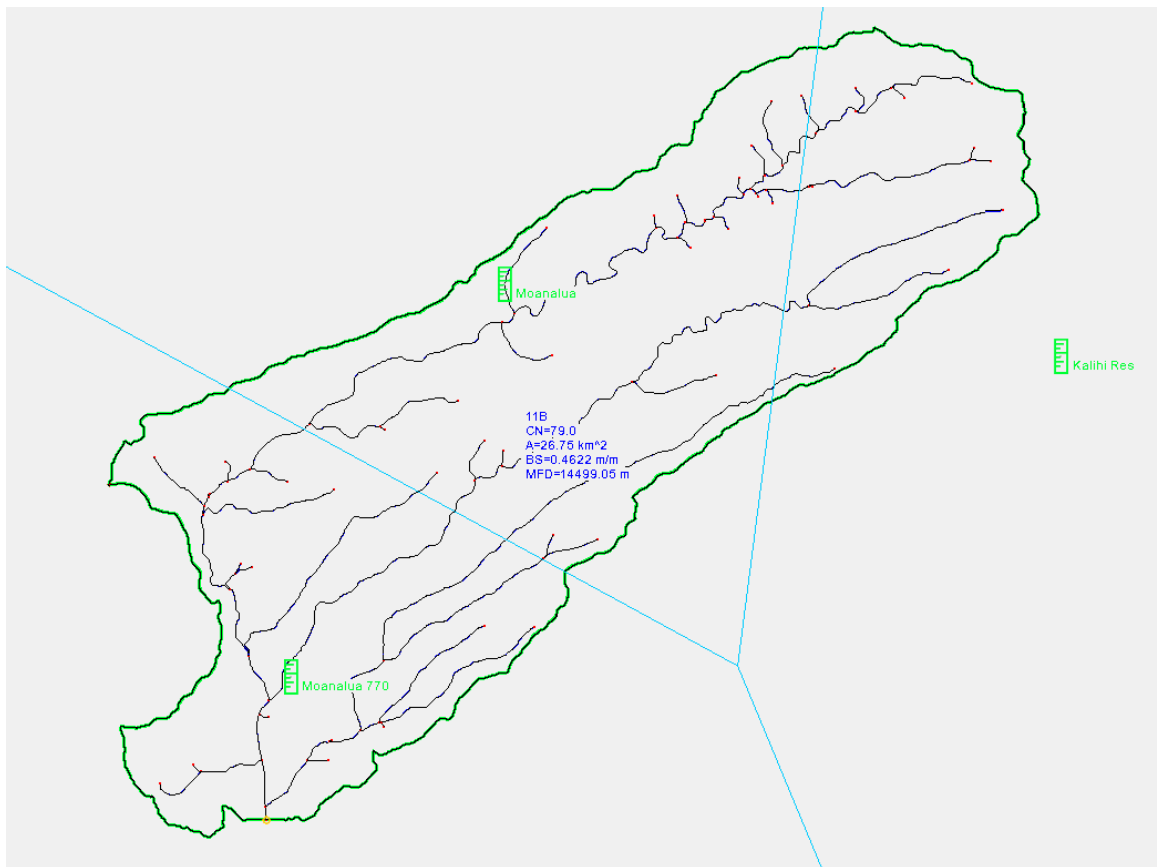 Moanalua
Kalihi Res
11B
CN=79.0
A=26.75 km^2
BS=0.4622 m/m
MFD=14499.05 m
Moanalua 770